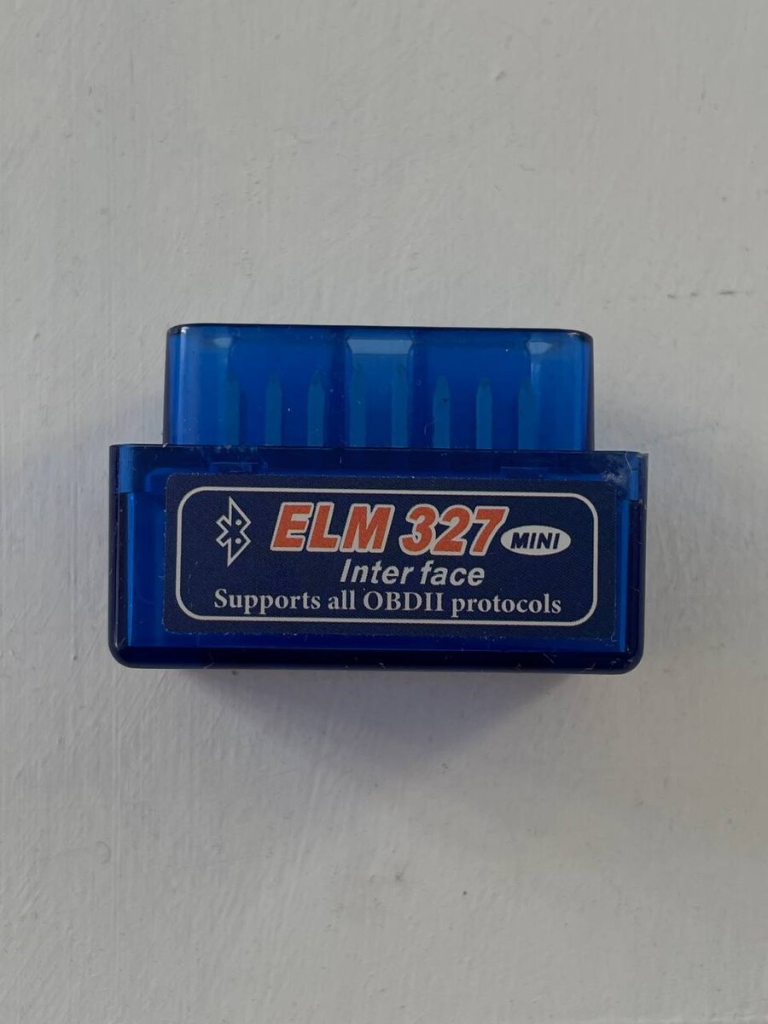 ELM 327 MINI
Inter face
Supports all OBDII protocols